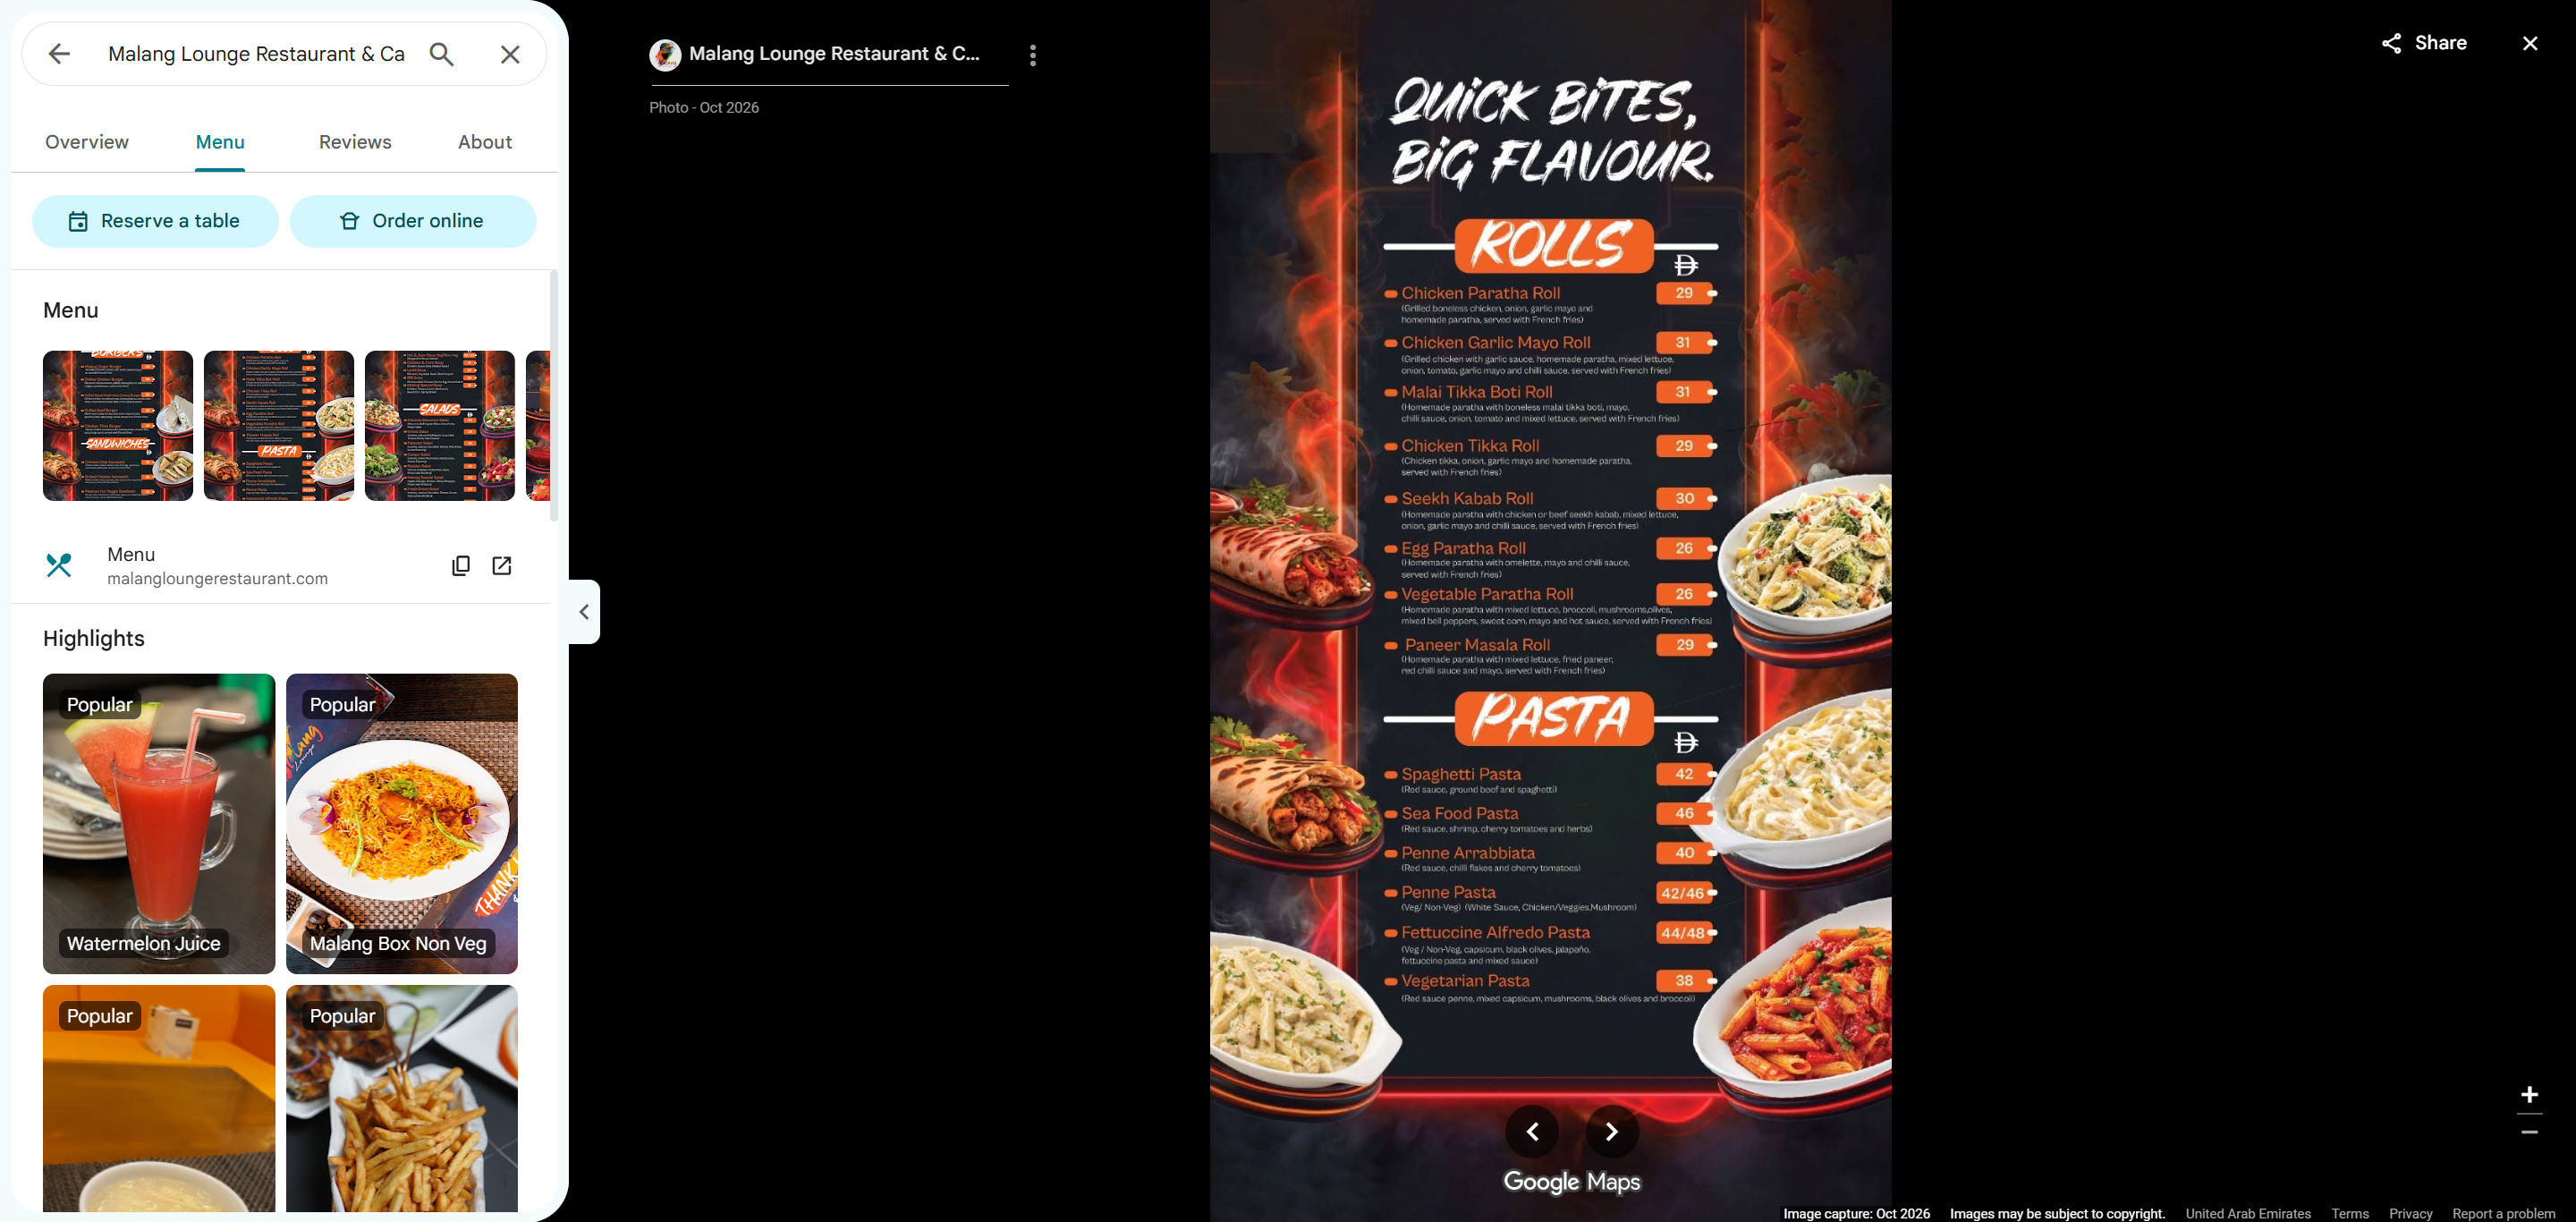 Malang Lounge Restaurant & Ca
Overview
Menu
Reviews
About
Reserve a table
Order online
Menu
BURGERS
SANDWICHES
PASTA
SALADS
Menu
malangloungerestaurant.com
Highlights
Popular
Watermelon Juice
Popular
Malang Box Non Veg
Popular
Popular
Malang Lounge Restaurant & C...
Photo - Oct 2026
QUICK BITES,
BIG FLAVOUR.
ROLLS
Chicken Paratha Roll 29
(Grilled boneless chicken, onion, garlic mayo and
homemade paratha, served with French fries)
Chicken Garlic Mayo Roll 31
(Grilled chicken with garlic sauce, homemade paratha, mixed lettuce,
onion, tomato, garlic mayo and chilli sauce, served with French fries)
Malai Tikka Boti Roll 31
(Homemade paratha with boneless malai tikka boti, mayo,
chilli sauce, onion, tomato and mixed lettuce, served with French fries)
Chicken Tikka Roll 29
(Chicken tikka, onion, garlic mayo and homemade paratha,
served with French fries)
Seekh Kabab Roll 30
(Homemade paratha with chicken or beef seekh kabab, mixed lettuce,
onion, garlic mayo and chilli sauce, served with French fries)
Egg Paratha Roll 26
(Homemade paratha with omelette, mayo and chilli sauce,
served with French fries)
Vegetable Paratha Roll 26
(Homemade paratha with mixed lettuce, broccoli, mushrooms,olives,
mixed bell peppers, sweet corn, mayo and hot sauce, served with French fries)
Paneer Masala Roll 29
(Homemade paratha with mixed lettuce, fried paneer,
red chilli sauce and mayo, served with French fries)
PASTA
Spaghetti Pasta 42
(Red sauce, ground beef and spaghetti)
Sea Food Pasta 46
(Red sauce, shrimp, cherry tomatoes and herbs)
Penne Arrabbiata 40
(Red sauce, chilli flakes and cherry tomatoes)
Penne Pasta 42/46
(Veg/ Non-Veg) (White Sauce, Chicken/Veggies,Mushroom)
Fettuccine Alfredo Pasta 44/48
(Veg / Non-Veg, capsicum, black olives, jalapeño,
fettuccine pasta and mixed sauce)
Vegetarian Pasta 38
(Red sauce penne, mixed capsicum, mushrooms, black olives and broccoli)
Google Maps
Share
Image capture: Oct 2026 Images may be subject to copyright. United Arab Emirates Terms Privacy Report a problem